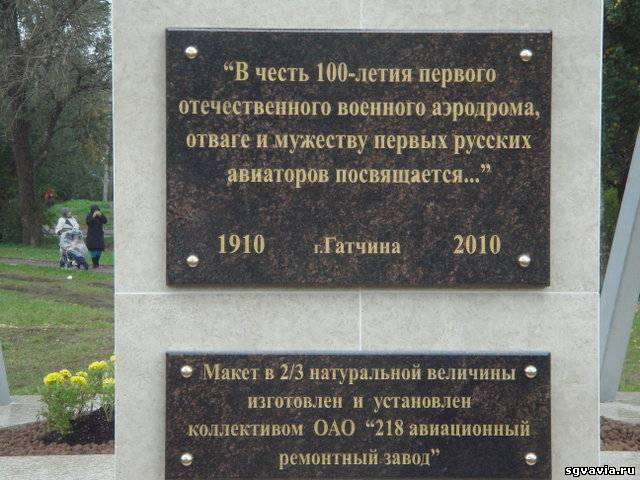 “В честь 100-летия первого
отечественного военного аэродрома,
отваге и мужеству первых русских
авиаторов посвящается...”
1910 г.Гатчина 2010
Макет в 2/3 натуральной величины
изготовлен и установлен
коллективом ОАО “218 авиационный
ремонтный завод”
sgvavia.ru